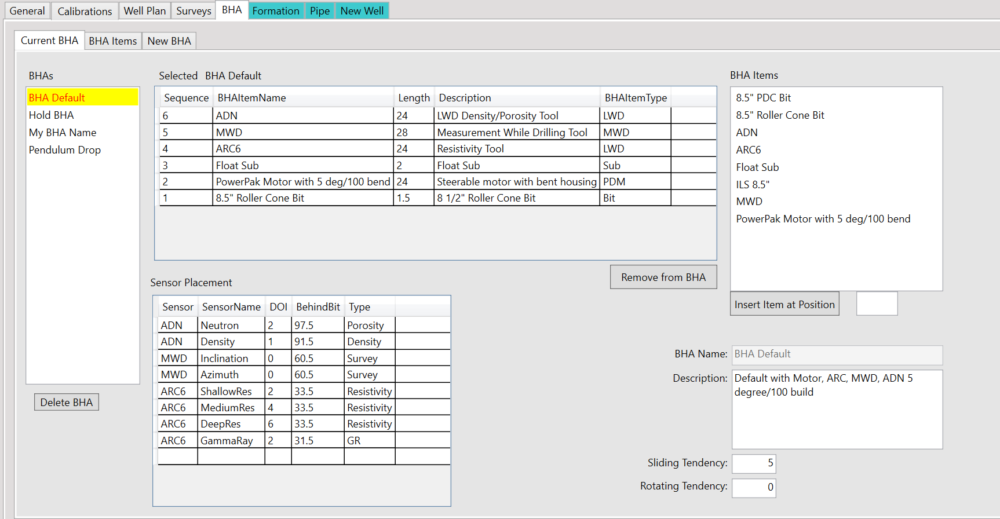 General Calibrations Well Plan Surveys BHA Formation Pipe New Well
Current BHA BHA Items New BHA
BHAs
BHA Default
Hold BHA
My BHA Name
Pendulum Drop
Delete BHA
Selected BHA Default
Sequence BHAItemName Length Description BHAItemType
6 ADN 24 LWD Density/Porosity Tool LWD
5 MWD 28 Measurement While Drilling Tool MWD
4 ARC6 24 Resistivity Tool LWD
3 Float Sub 2 Float Sub Sub
2 PowerPak Motor with 5 deg/100 bend 24 Steerable motor with bent housing PDM
1 8.5" Roller Cone Bit 1.5 8 1/2" Roller Cone Bit Bit
Remove from BHA
Sensor Placement
Sensor SensorName DOI BehindBit Type
ADN Neutron 2 97.5 Porosity
ADN Density 1 91.5 Density
MWD Inclination 0 60.5 Survey
MWD Azimuth 0 60.5 Survey
ARC6 ShallowRes 2 33.5 Resistivity
ARC6 MediumRes 4 33.5 Resistivity
ARC6 DeepRes 6 33.5 Resistivity
ARC6 GammaRay 2 31.5 GR
BHA Items
8.5" PDC Bit
8.5" Roller Cone Bit
ADN
ARC6
Float Sub
ILS 8.5"
MWD
PowerPak Motor with 5 deg/100 bend
Insert Item at Position
BHA Name: BHA Default
Description: Default with Motor, ARC, MWD, ADN 5
degree/100 build
Sliding Tendency: 5
Rotating Tendency: 0